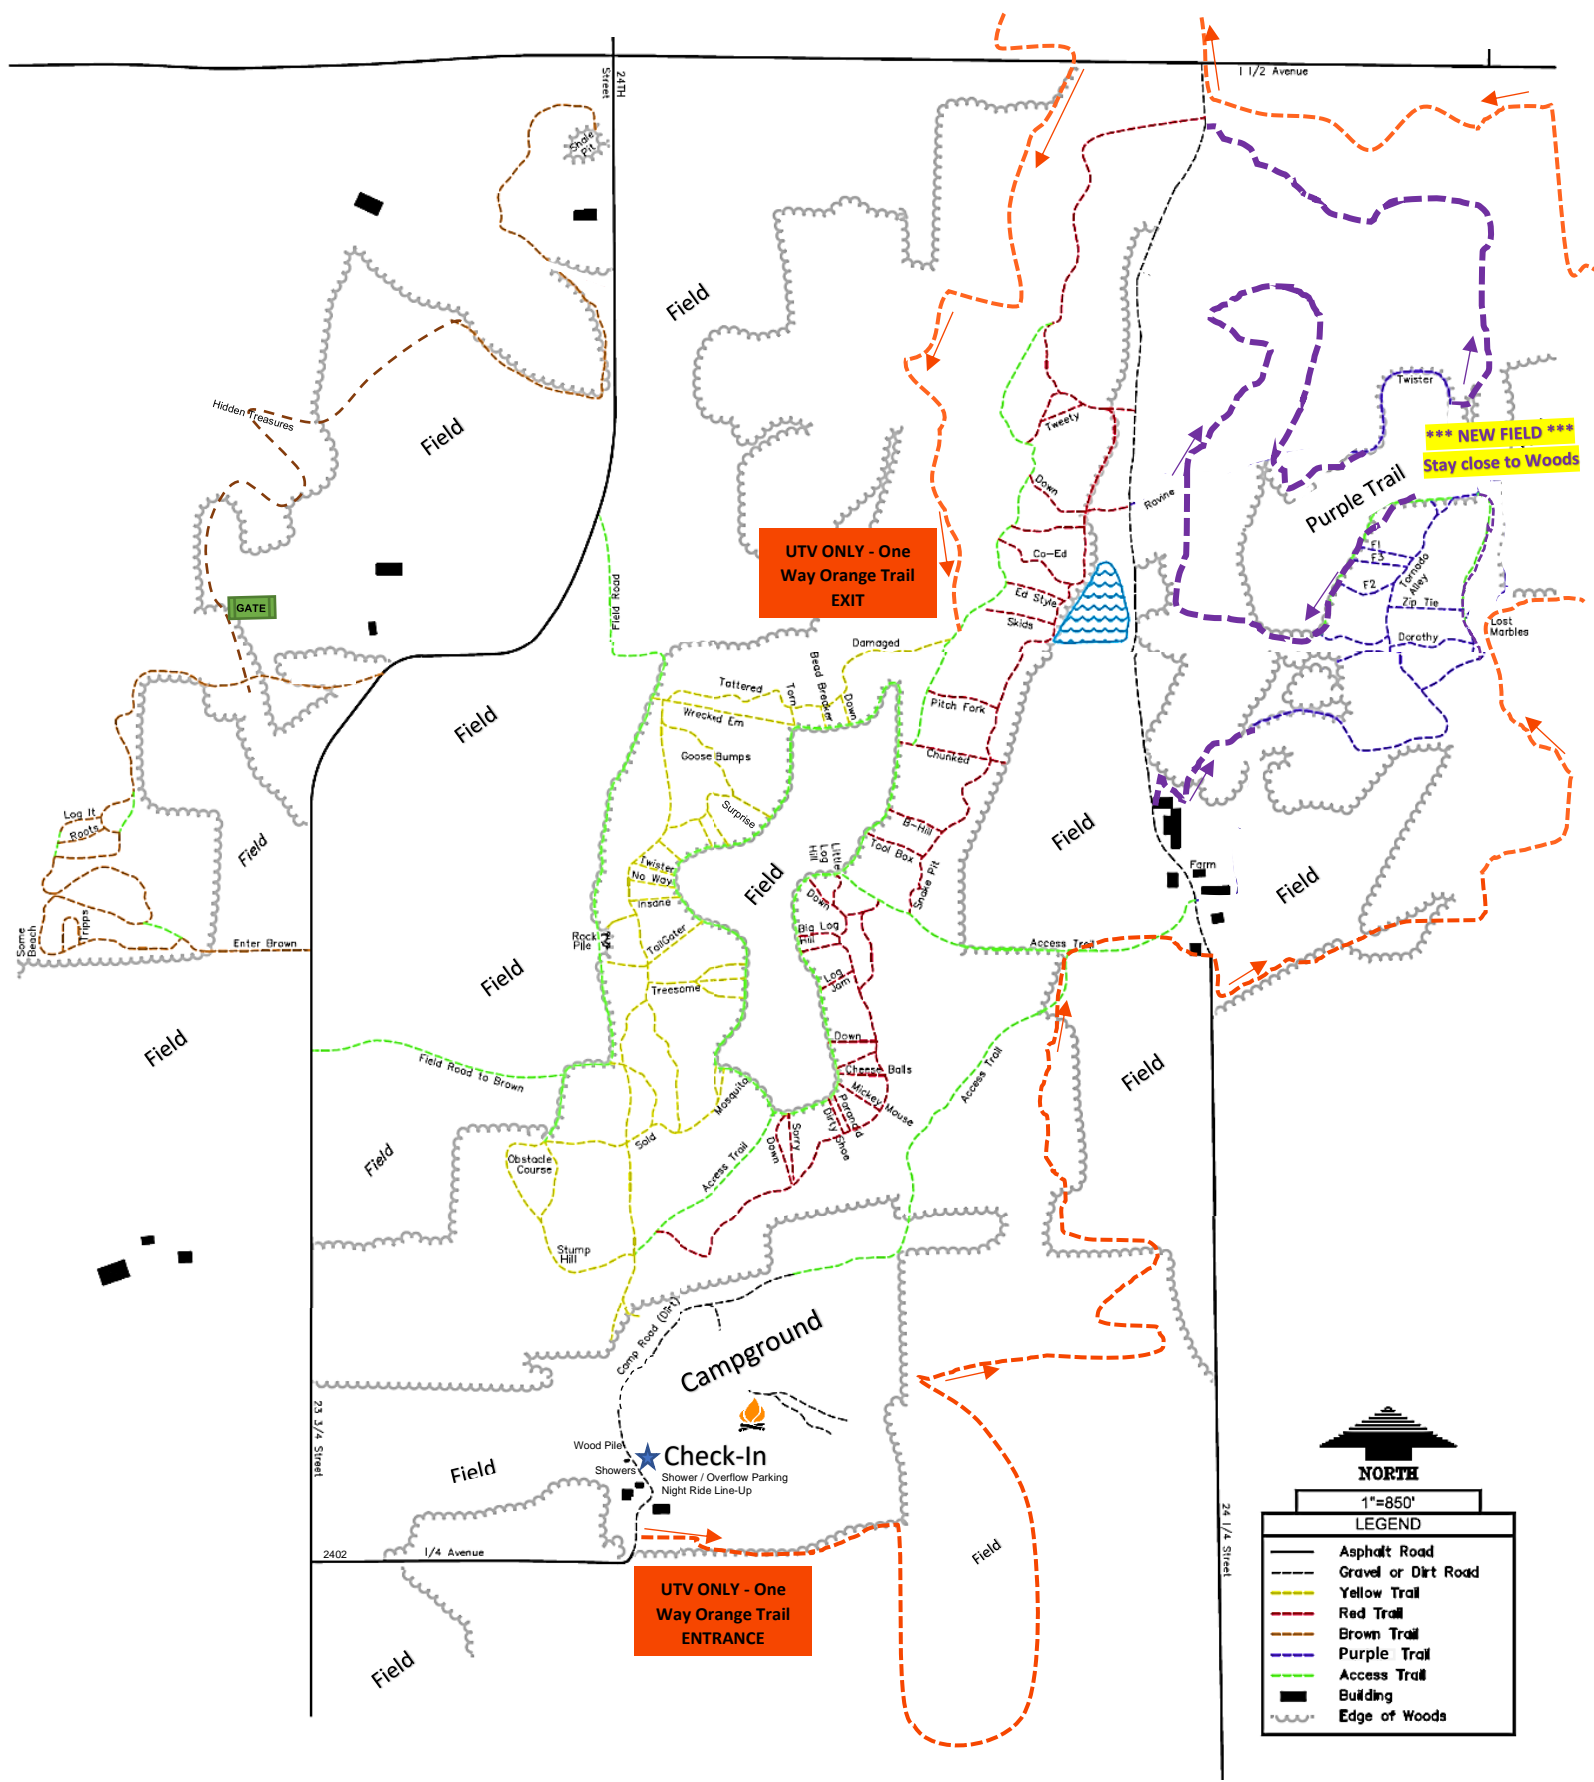 24TH
Street
1 1/2 Avenue
Shale
Pit
Field
Hidden Treasures
Field
Twister
*** NEW FIELD ***
Stay close to Woods
Purple Trail
Tweety
Down
Ravine
Co-Ed
Ed Style
Skids
UTV ONLY - One
Way Orange Trail
EXIT
F1
F3
F2
Tornado
Alley
Zip Tie
Dorothy
Lost
Marbles
GATE
Field Road
Damaged
Bead Breaker
Down
Torn
Tattered
Wrecked Em
Goose Bumps
Surprise
Pitch Fork
Chunked
Field
B-Hill
Tool Box
Snake Pit
Little
Log
Hill
Down
Field
Field
Farm
Field
Log It
Roots
Field
Twister
No Way
Insane
TailGater
Rock
Pile
Treesome
Big Log
Hill
Log
Jam
Down
Cheese Balls
Mickey Mouse
Paranoid
Dirty Shoe
Sorry
Down
Access Trail
Some
Beach
Tripps
Enter Brown
Field
Field
Field Road to Brown
Mosquito
Sold
Access Trail
Access Trail
Field
Field
Obstacle
Course
Stump
Hill
Camp Road (Dirt)
Campground
Wood Pile
Showers
Check-In
Shower / Overflow Parking
Night Ride Line-Up
23 3/4 Street
Field
2402
1/4 Avenue
Field
UTV ONLY - One
Way Orange Trail
ENTRANCE
Field
24 1/4 Street
NORTH
1"=850'
LEGEND
Asphalt Road
Gravel or Dirt Road
Yellow Trail
Red Trail
Brown Trail
Purple Trail
Access Trail
Building
Edge of Woods